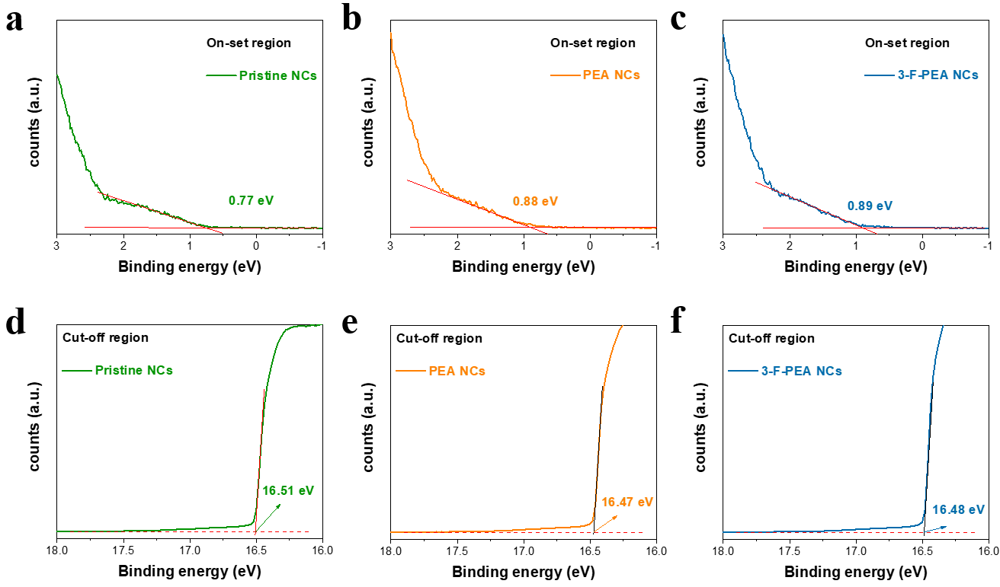 a
On-set region
Pristine NCs
0.77 eV
counts (a.u.)
3 2 1 0 -1
Binding energy (eV)
b
On-set region
PEA NCs
0.88 eV
counts (a.u.)
3 2 1 0 -1
Binding energy (eV)
c
On-set region
3-F-PEA NCs
0.89 eV
counts (a.u.)
3 2 1 0 -1
Binding energy (eV)
d
Cut-off region
Pristine NCs
16.51 eV
counts (a.u.)
18.0 17.5 17.0 16.5 16.0
Binding energy (eV)
e
Cut-off region
PEA NCs
16.47 eV
counts (a.u.)
18.0 17.5 17.0 16.5 16.0
Binding energy (eV)
f
Cut-off region
3-F-PEA NCs
16.48 eV
counts (a.u.)
18.0 17.5 17.0 16.5 16.0
Binding energy (eV)